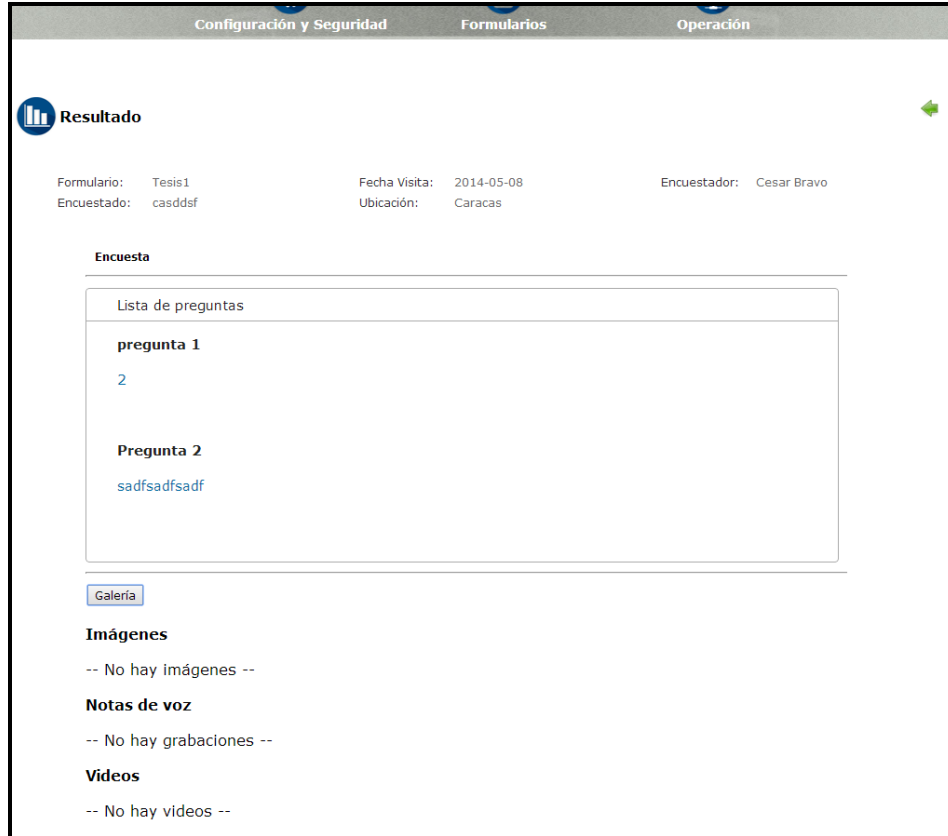 Configuración y Seguridad Formularios Operación
Resultado
Formulario: Tesis1 Fecha Visita: 2014-05-08 Encuestador: Cesar Bravo
Encuestado: casddsf Ubicación: Caracas
Encuesta
Lista de preguntas
pregunta 1
2
Pregunta 2
sadfsadfsadf
Galería
Imágenes
-- No hay imágenes --
Notas de voz
-- No hay grabaciones --
Videos
-- No hay videos --